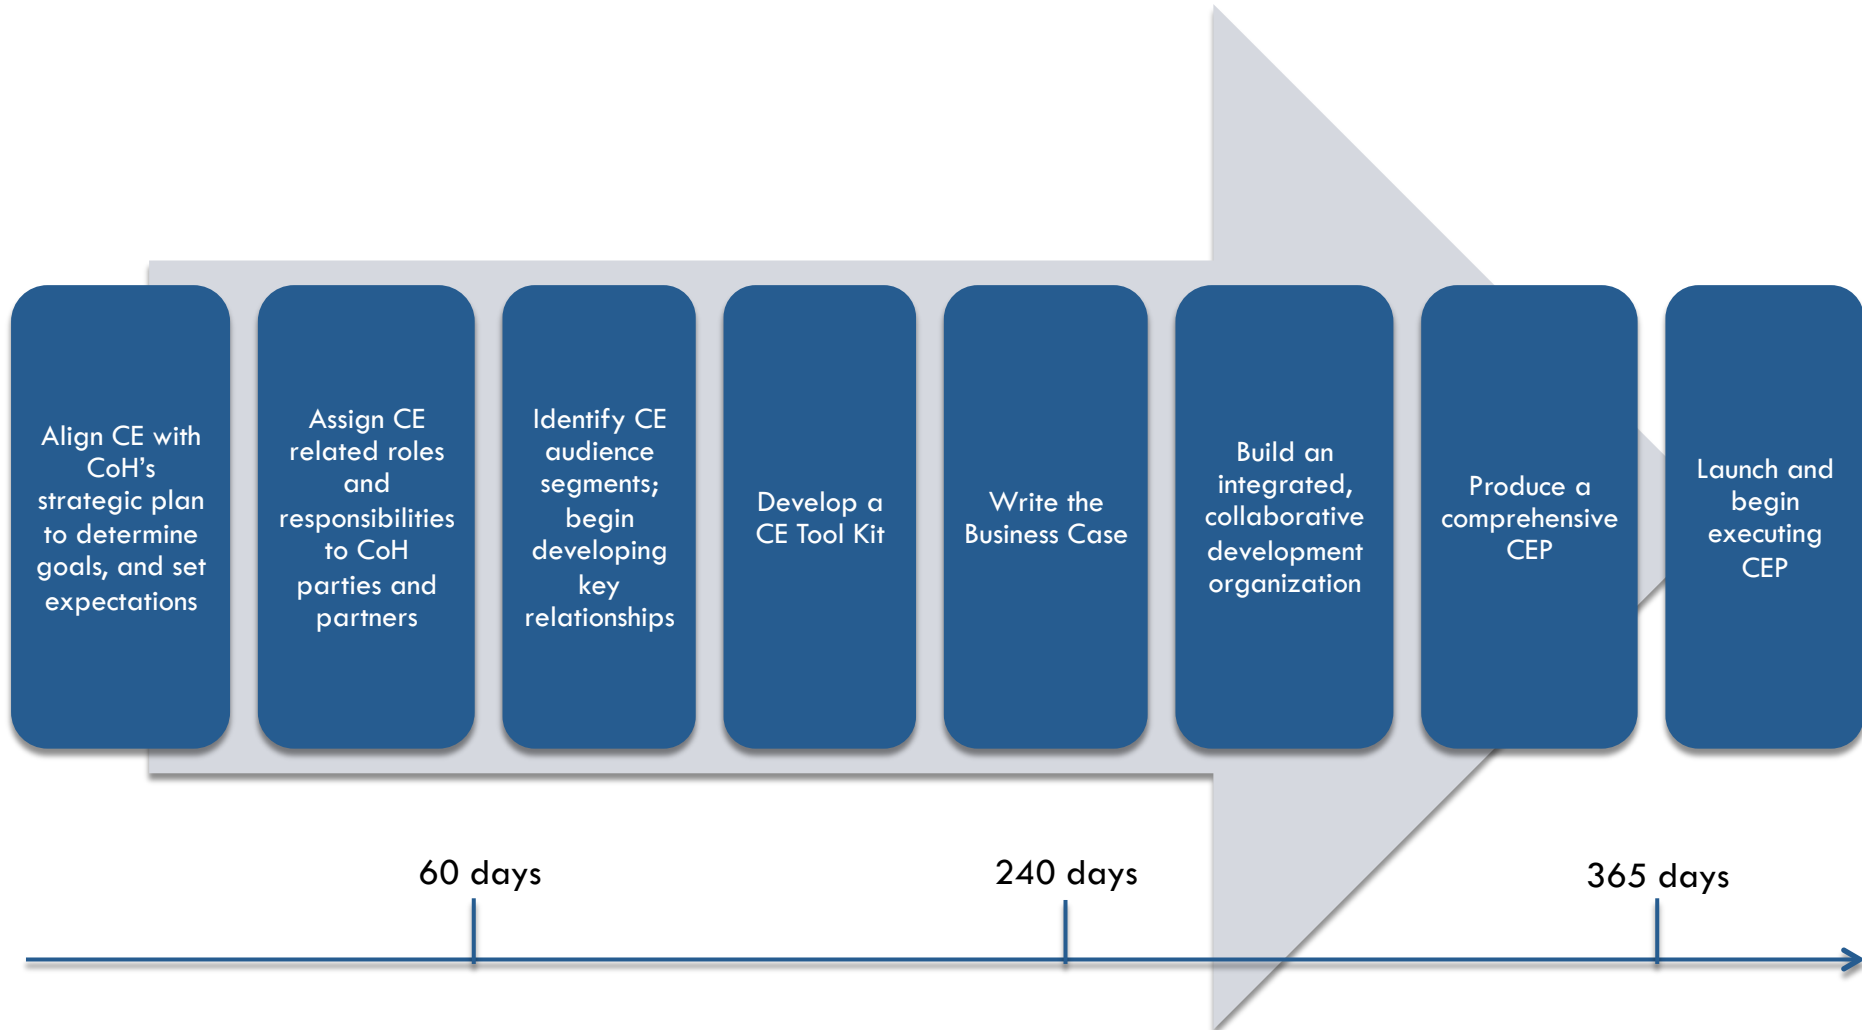 Align CE with
CoH’s
strategic plan
to determine
goals, and set
expectations
Assign CE
related roles
and
responsibilities
to CoH
parties and
partners
Identify CE
audience
segments;
begin
developing
key
relationships
Develop a
CE Tool Kit
Write the
Business Case
Build an
integrated,
collaborative
development
organization
Produce a
comprehensive
CEP
Launch and
begin
executing
CEP
60 days
240 days
365 days